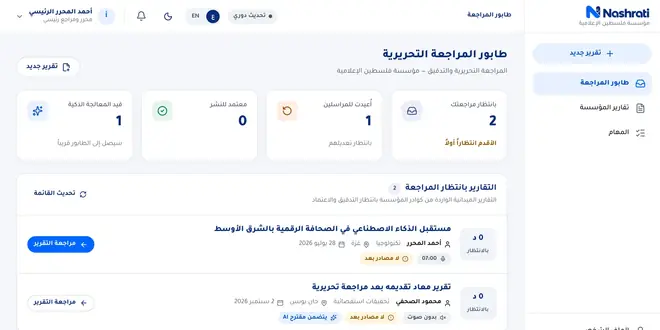 Nashrati
مؤسسة فلسطين الإعلامية
تقرير جديد
طابور المراجعة
تقارير المؤسسة
المهام
طابور المراجعة
تحديث دوري
ع
EN
أ
أحمد المحرر الرئيسي
محرر ومراجع رئيسي
طابور المراجعة التحريرية
المراجعة التحريرية والتدقيق – مؤسسة فلسطين الإعلامية
تقرير جديد
بانتظار مراجعتك
2
الأقدم انتظاراً أولاً
أُعيدت للمراسلين
1
بانتظار تعديلهم
معتمد للنشر
0
قيد المعالجة الذكية
1
سيصل إلى الطابور قريباً
التقارير بانتظار المراجعة 2
التقارير الميدانية الواردة من كوادر المؤسسة بانتظار التدقيق والاعتماد
تحديث القائمة
0 د
بالانتظار
مستقبل الذكاء الاصطناعي في الصحافة الرقمية بالشرق الأوسط
أحمد المحرر تكنولوجيا غزة 28 يوليو 2026
07:00 لا مصادر بعد
مراجعة التقرير
0 د
بالانتظار
تقرير معاد تقديمه بعد مراجعة تحريرية
محمود الصحفي تحقيقات استقصائية خان يونس 2 سبتمبر 2026
بدون صوت لا مصادر بعد يتضمن مقترح AI
مراجعة التقرير